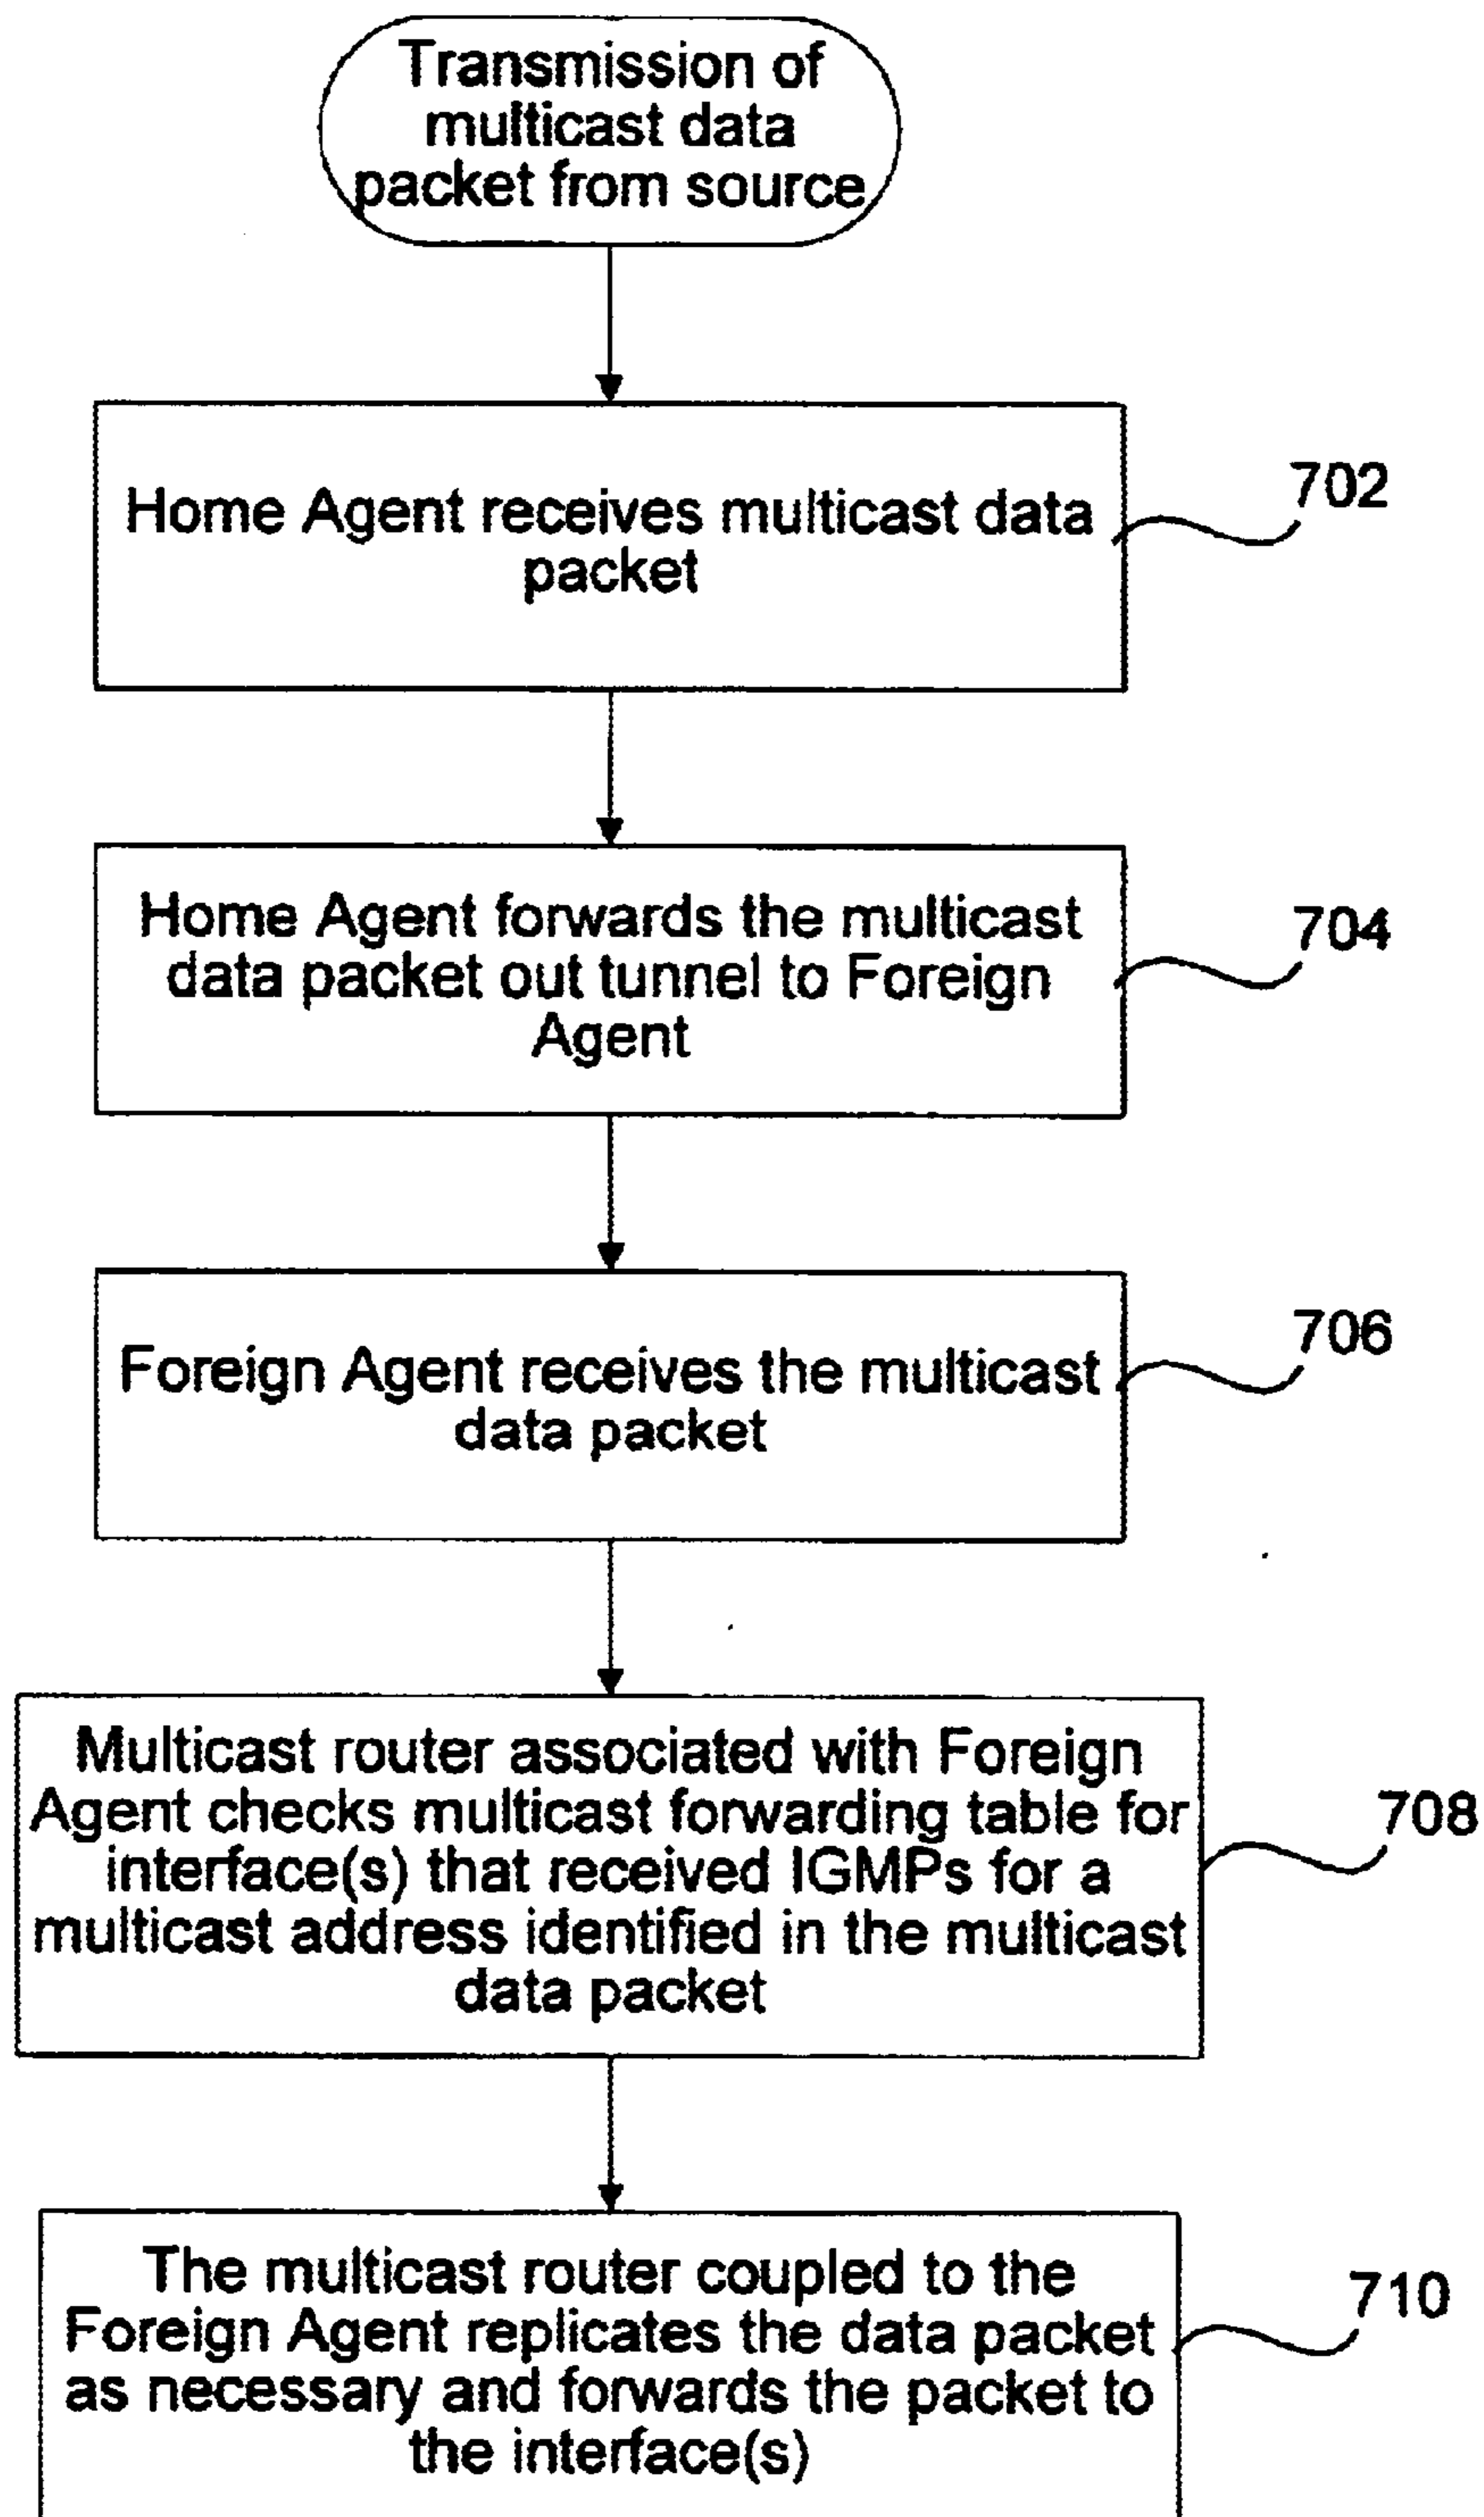 Transmission of
multicast data
packet from source
Home Agent receives multicast data
packet
702
Home Agent forwards the multicast
data packet out tunnel to Foreign
Agent
704
Foreign Agent receives the multicast
data packet
706
Multicast router associated with Foreign
Agent checks multicast forwarding table for
interface(s) that received IGMPs for a
multicast address identified in the multicast
data packet
708
The multicast router coupled to the
Foreign Agent replicates the data packet
as necessary and forwards the packet to
the interface(s)
710